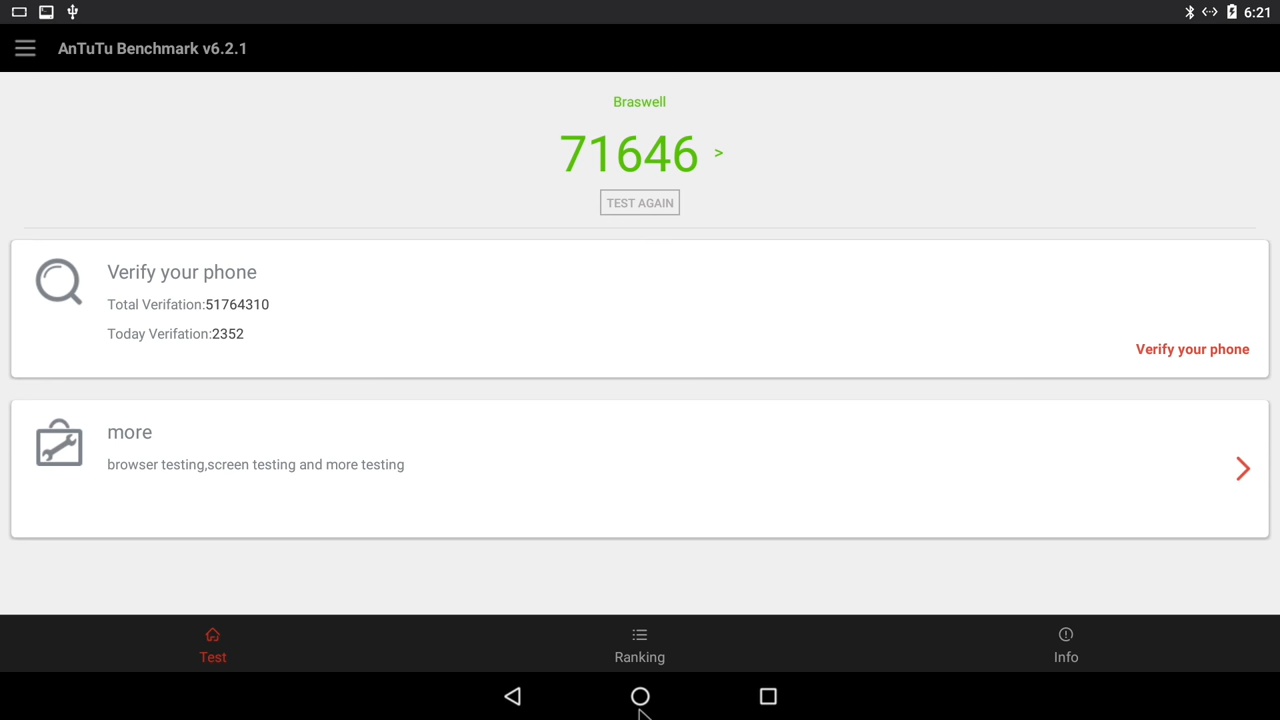 6:21
AnTuTu Benchmark v6.2.1
Braswell
71646 >
TEST AGAIN
Verify your phone
Total Verifation:51764310
Today Verifation:2352
Verify your phone
more
browser testing,screen testing and more testing
Test
Ranking
Info